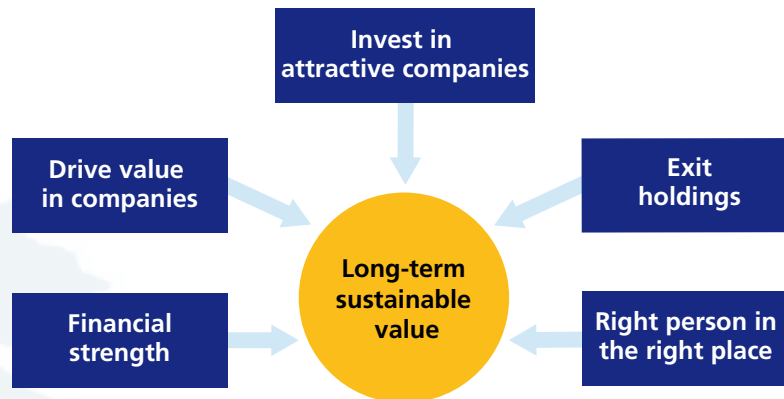 Invest in
attractive companies
Drive value
in companies
Exit
holdings
Long-term
sustainable
value
Financial
strength
Right person in
the right place